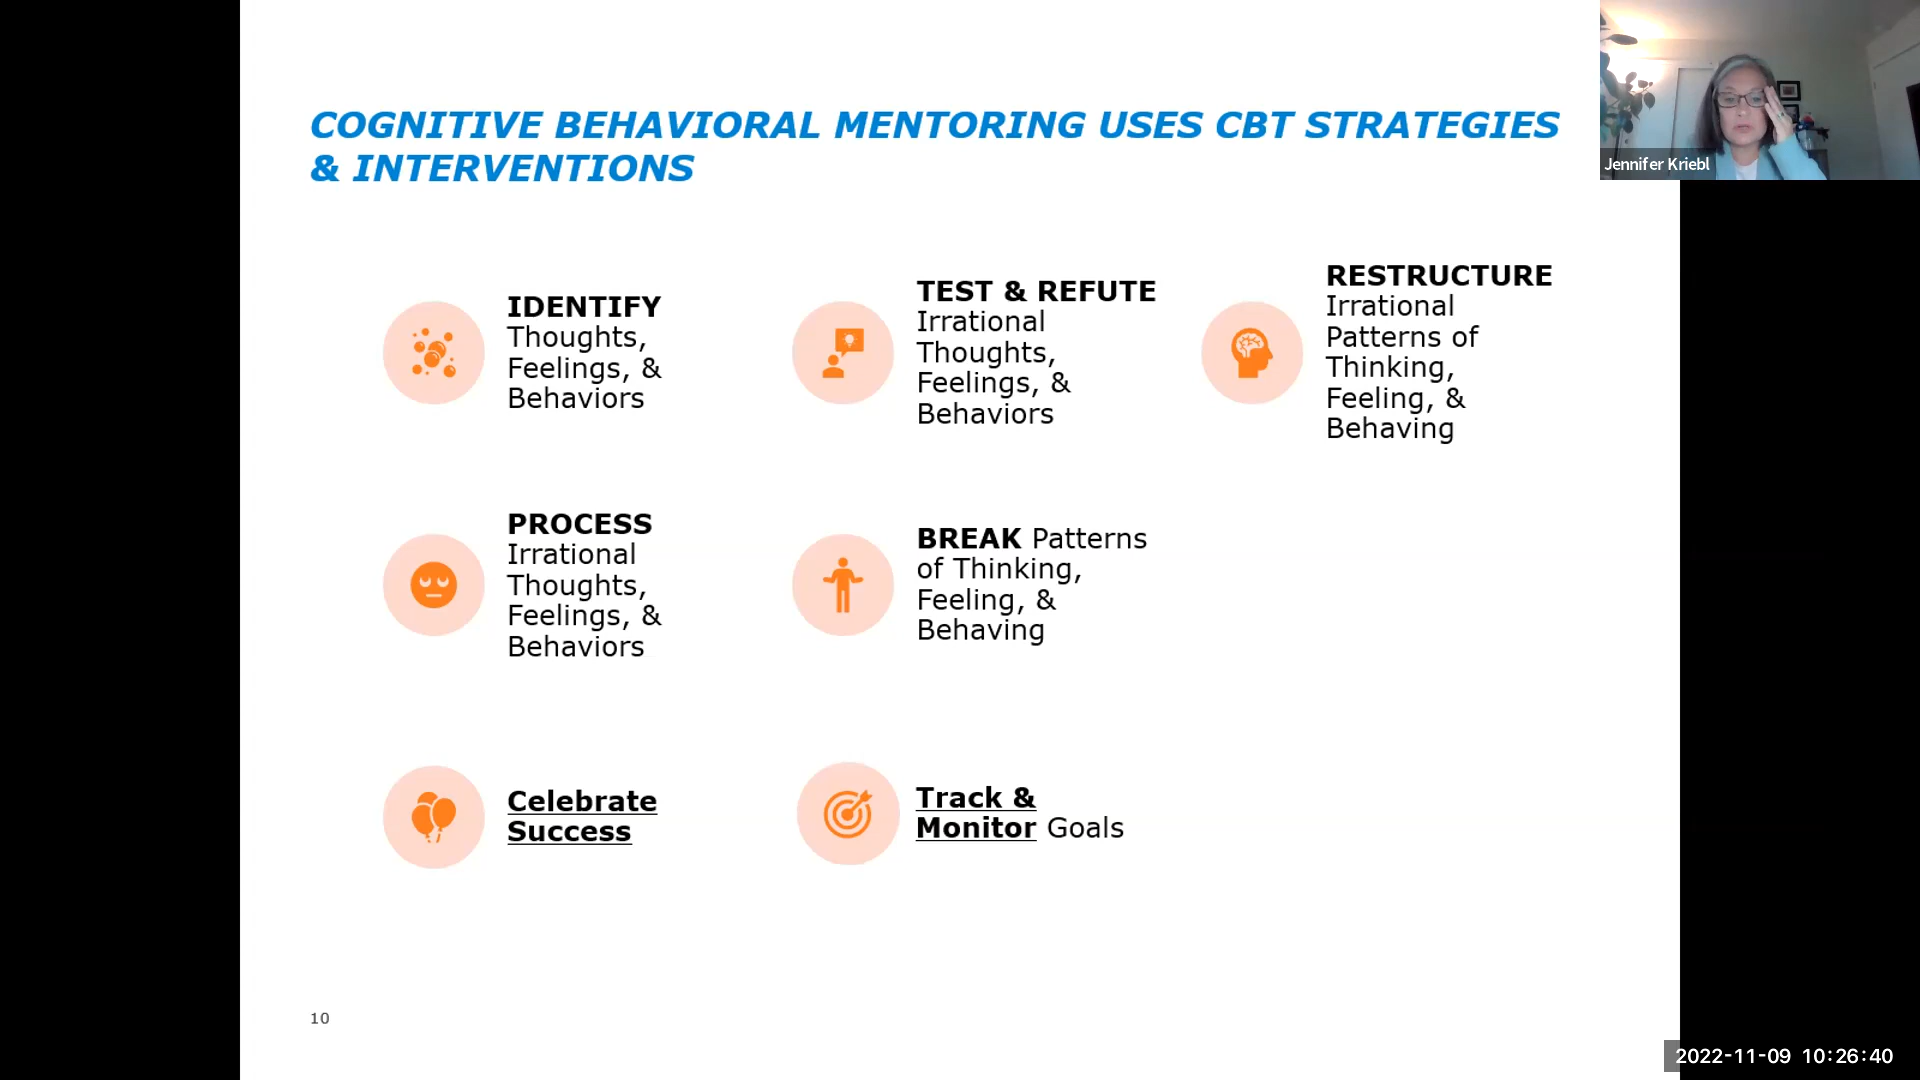 COGNITIVE BEHAVIORAL MENTORING USES CBT STRATEGIES
& INTERVENTIONS
Jennifer Kriebl
IDENTIFY
Thoughts,
Feelings, &
Behaviors
TEST & REFUTE
Irrational
Thoughts,
Feelings, &
Behaviors
RESTRUCTURE
Irrational
Patterns of
Thinking,
Feeling, &
Behaving
PROCESS
Irrational
Thoughts,
Feelings, &
Behaviors
BREAK Patterns
of Thinking,
Feeling, &
Behaving
Celebrate
Success
Track &
Monitor Goals
10
2022-11-09 10:26:40